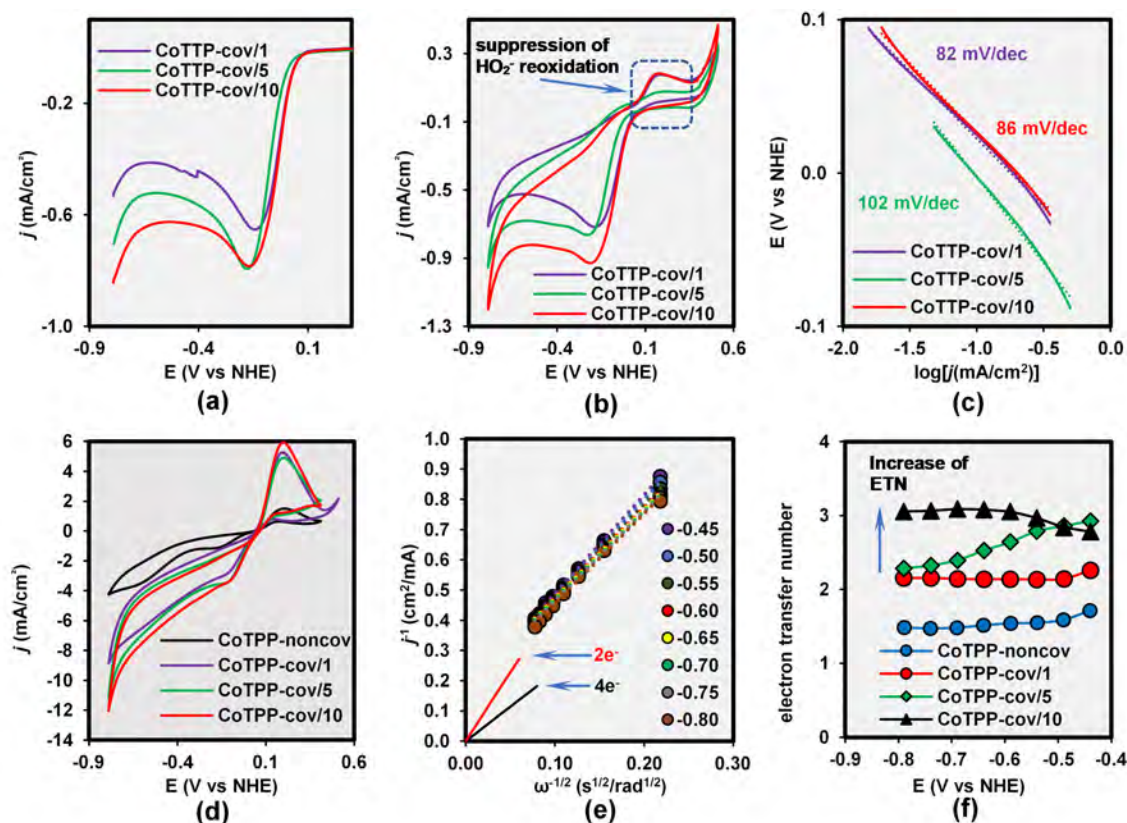 CoTTP-cov/1
CoTTP-cov/5
CoTTP-cov/10
j (mA/cm²)
-0.2
-0.6
-1.0
-0.9
-0.4
0.1
E (V vs NHE)
(a)
suppression of
HO₂⁻ reoxidation
j (mA/cm²)
0.3
-0.1
-0.5
-0.9
-1.3
CoTTP-cov/1
CoTTP-cov/5
CoTTP-cov/10
-0.9
-0.4
0.1
0.6
E (V vs NHE)
(b)
E (V vs NHE)
0.1
0.0
-0.1
82 mV/dec
86 mV/dec
102 mV/dec
CoTTP-cov/1
CoTTP-cov/5
CoTTP-cov/10
-2.0
-1.5
-1.0
-0.5
0.0
log[j/(mA/cm²)]
(c)
j (mA/cm²)
6
4
2
0
-2
-4
-6
-8
-10
-12
-14
CoTPP-noncov
CoTPP-cov/1
CoTPP-cov/5
CoTPP-cov/10
-0.9
-0.4
0.1
0.6
E (V vs NHE)
(d)
j⁻¹ (cm²/mA)
1.0
0.9
0.8
0.7
0.6
0.5
0.4
0.3
0.2
0.1
0.0
-0.45
-0.50
-0.55
-0.60
-0.65
-0.70
-0.75
-0.80
2e⁻
4e⁻
0.00
0.10
0.20
0.30
ω⁻¹/² (s¹/²/rad¹/²)
(e)
electron transfer number
4
3
2
1
0
Increase of
ETN
CoTPP-noncov
CoTPP-cov/1
CoTPP-cov/5
CoTPP-cov/10
-0.9
-0.8
-0.7
-0.6
-0.5
-0.4
E (V vs NHE)
(f)